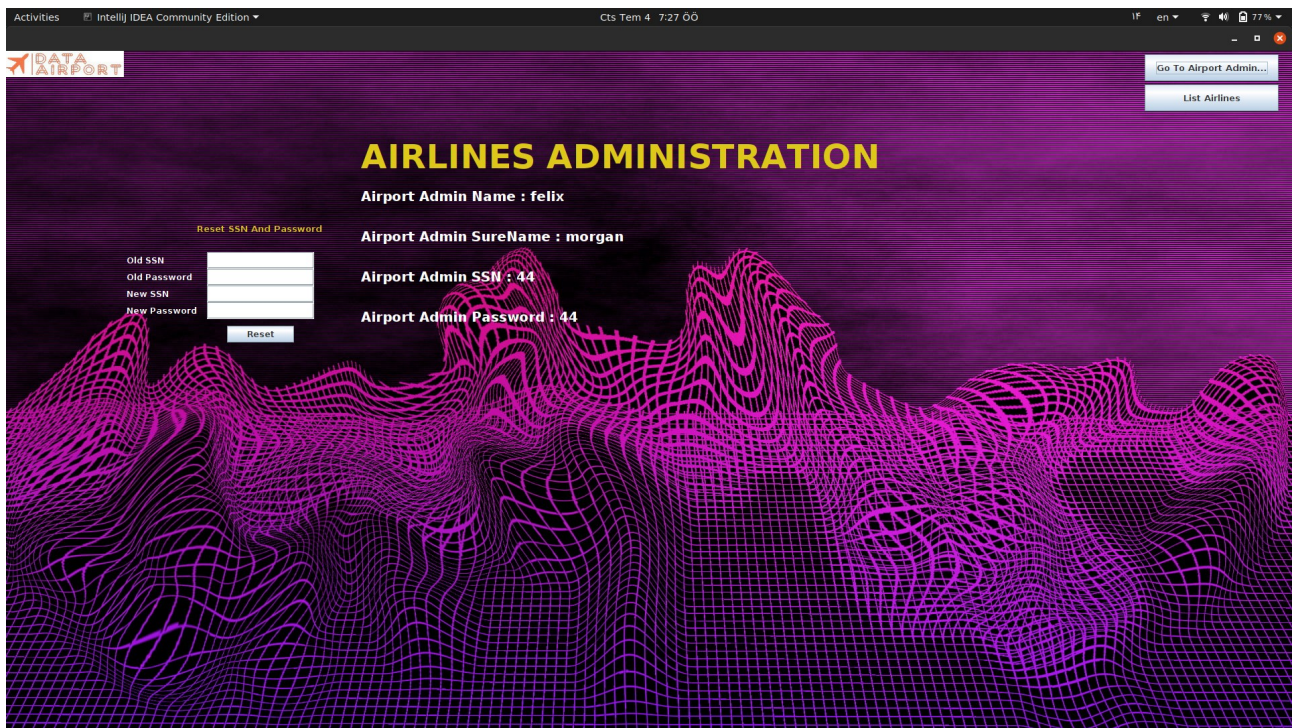 Activities IntelliJ IDEA Community Edition Cts Tem 4 7:27 ÖÖ ۱۴ en 77 %
DATA
AIRPORT
Go To Airport Admin...
List Airlines
AIRLINES ADMINISTRATION
Airport Admin Name : felix
Airport Admin SureName : morgan
Airport Admin SSN : 44
Airport Admin Password : 44
Reset SSN And Password
Old SSN
Old Password
New SSN
New Password
Reset